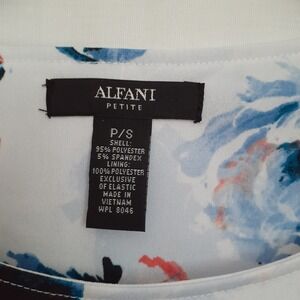 ALFANI
PETITE
P/S
SHELL:
95% POLYESTER
5% SPANDEX
LINING:
100% POLYESTER
EXCLUSIVE
OF ELASTIC
MADE IN
VIETNAM
WPL 8046